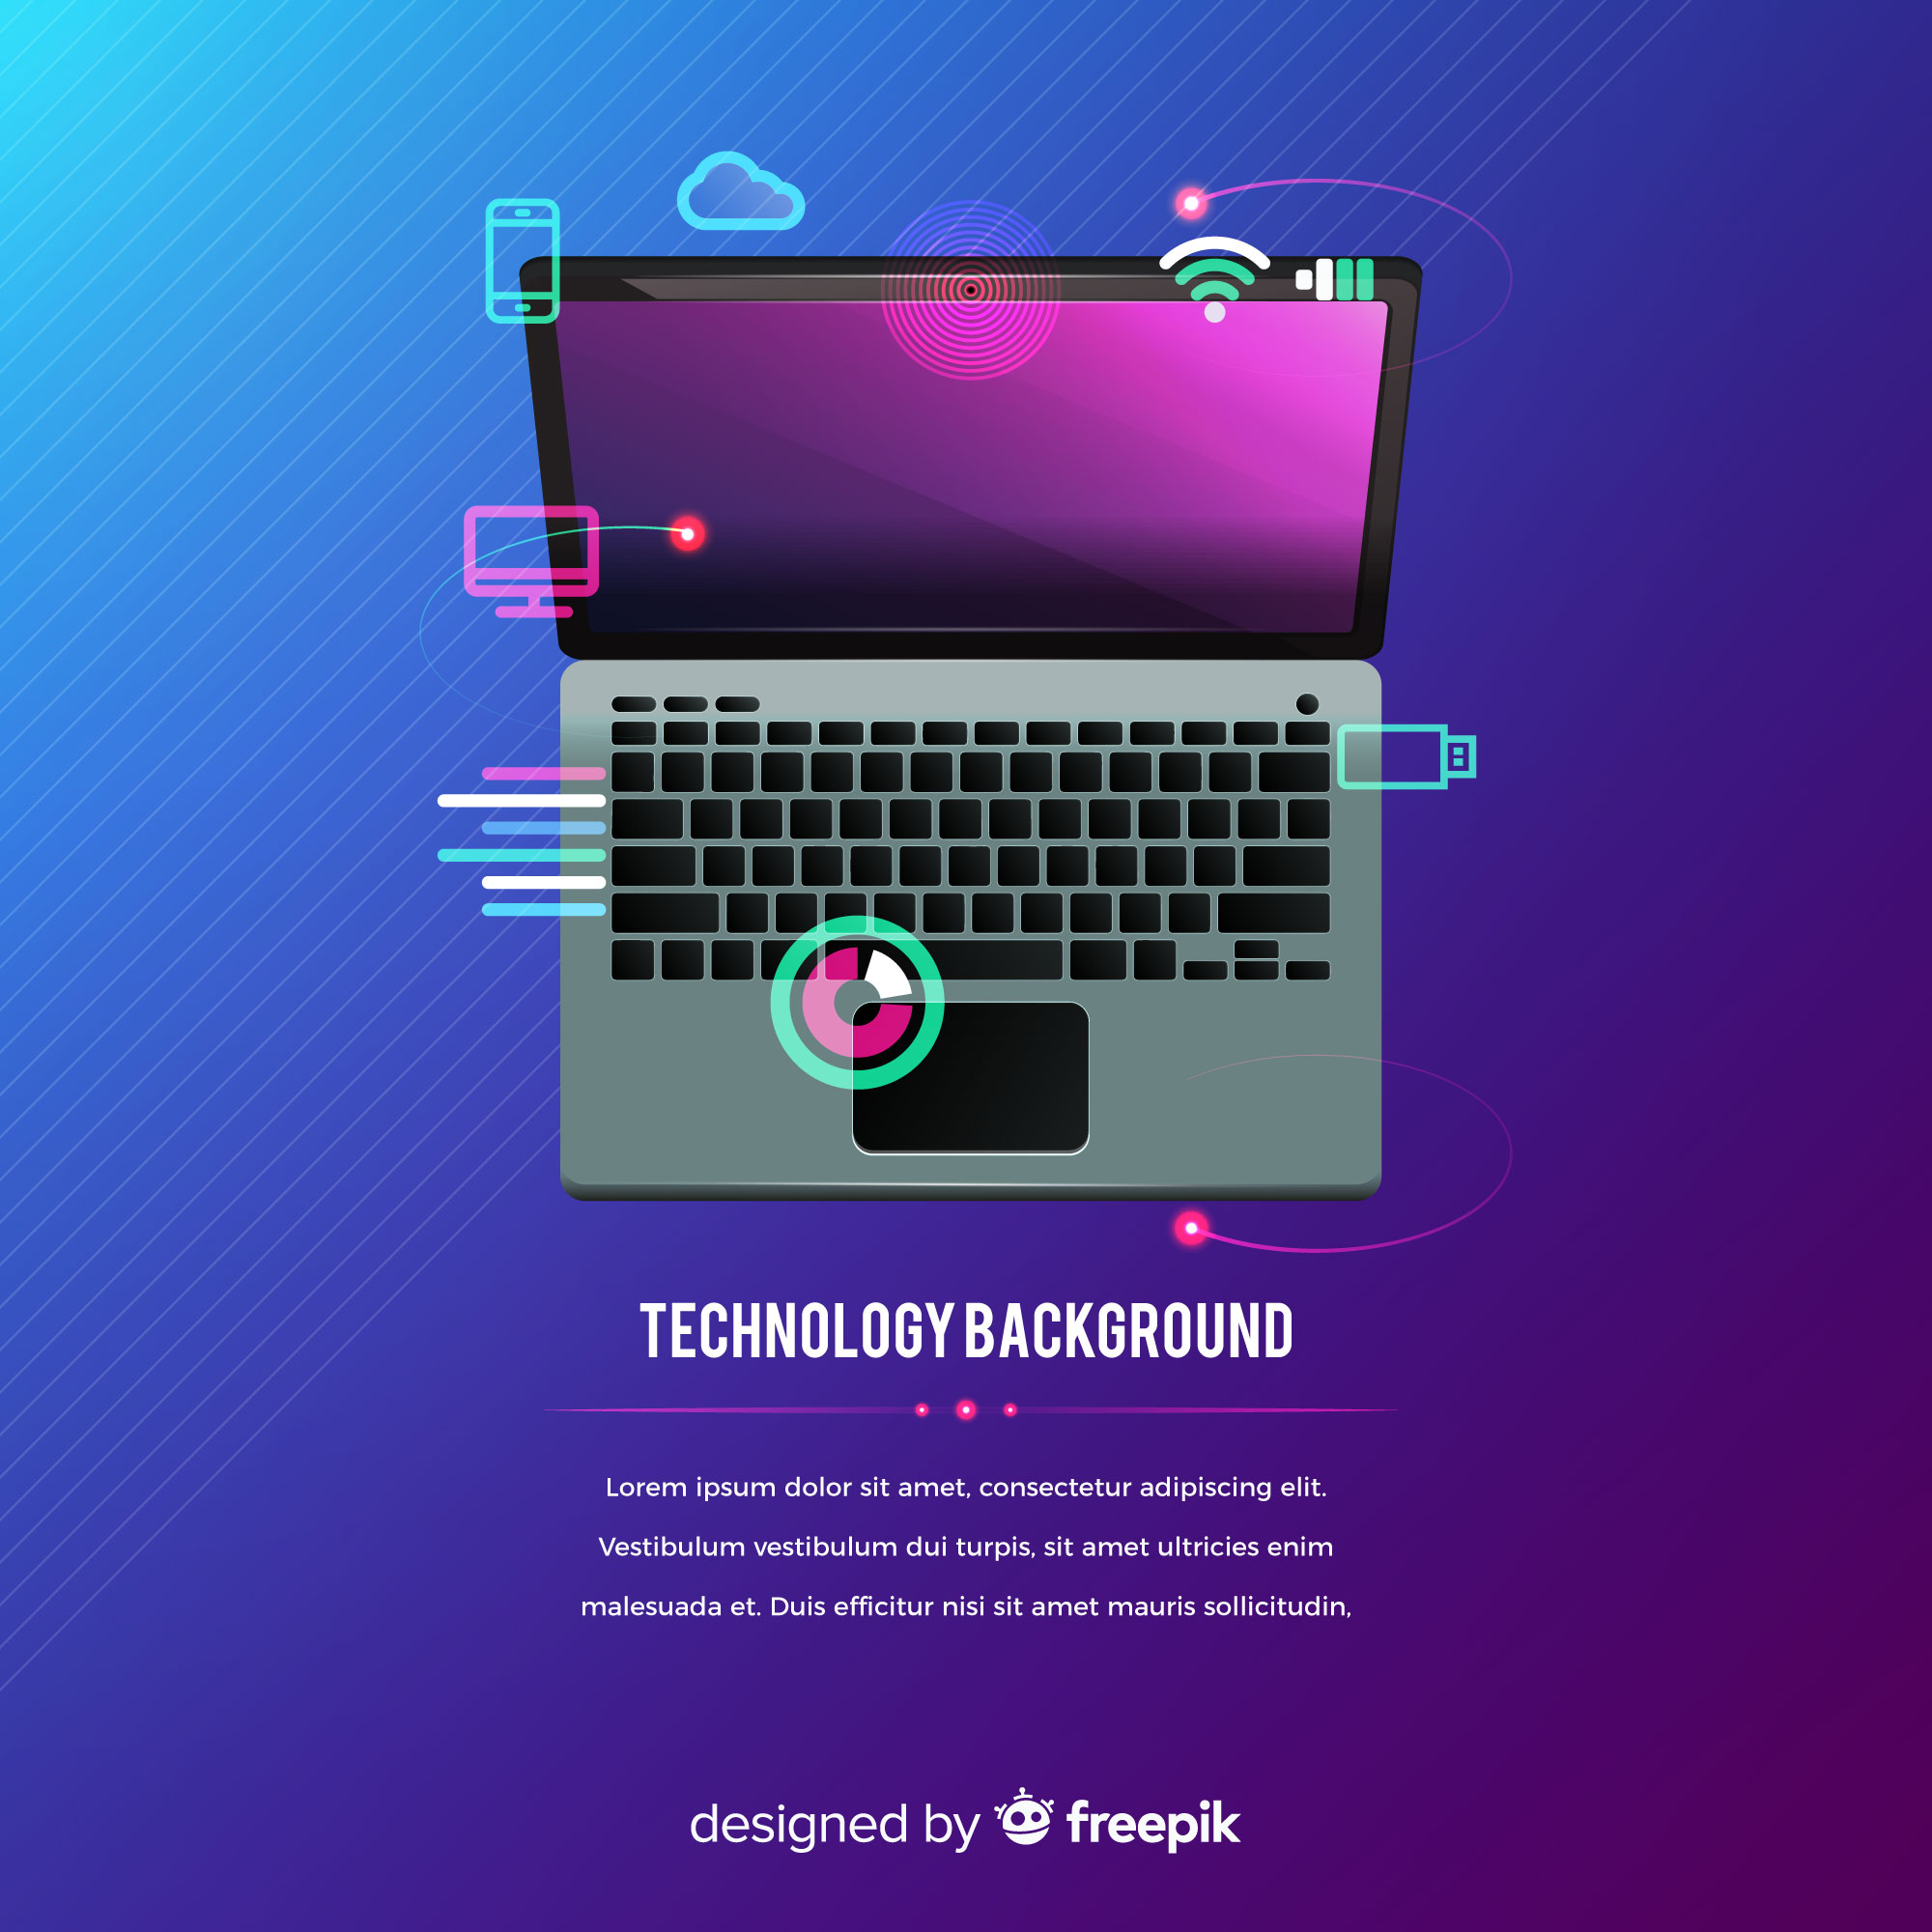 TECHNOLOGY BACKGROUND
Lorem ipsum dolor sit amet, consectetur adipiscing elit.
Vestibulum vestibulum dui turpis, sit amet ultricies enim
malesuada et. Duis efficitur nisi sit amet mauris sollicitudin,
designed by freepik